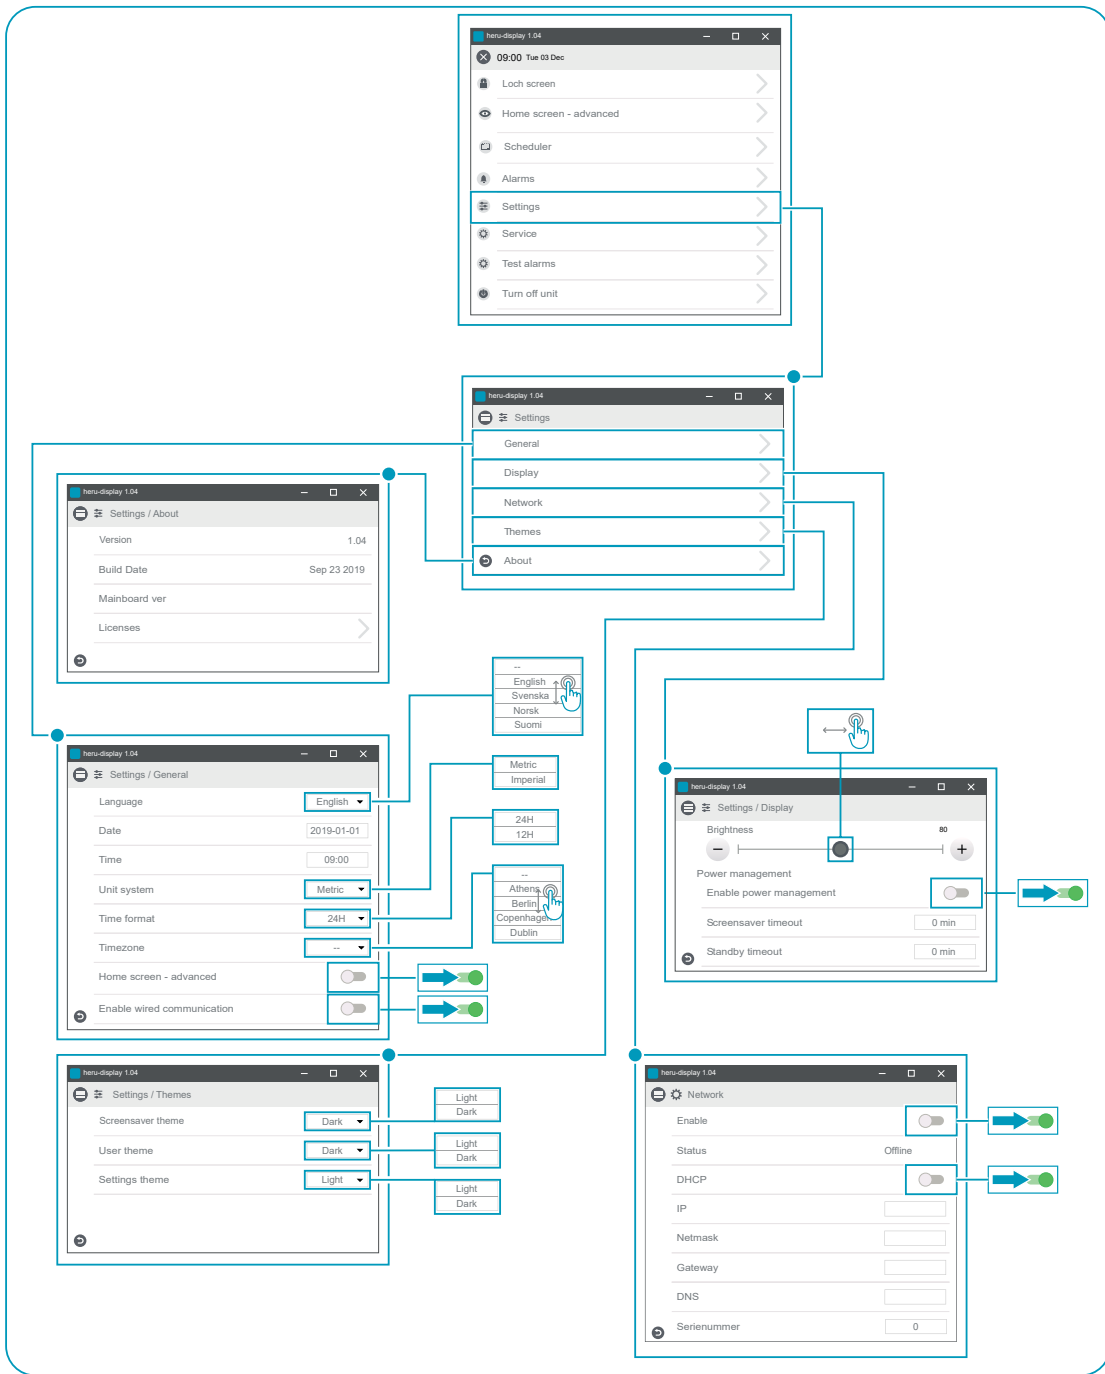 heru-display 1.04
09:00 Tue 03 Dec
Loch screen
Home screen - advanced
Scheduler
Alarms
Settings
Service
Test alarms
Turn off unit
heru-display 1.04
Settings
General
Display
Network
Themes
About
heru-display 1.04
Settings / About
Version 1.04
Build Date Sep 23 2019
Mainboard ver
Licenses
--
English
Svenska
Norsk
Suomi
heru-display 1.04
Settings / General
Language English
Date 2019-01-01
Time 09:00
Unit system Metric
Time format 24H
Timezone --
Home screen - advanced
Enable wired communication
Metric
Imperial
24H
12H
--
Athens
Berlin
Copenhagen
Dublin
heru-display 1.04
Settings / Display
Brightness 80
Power management
Enable power management
Screensaver timeout 0 min
Standby timeout 0 min
heru-display 1.04
Settings / Themes
Screensaver theme Dark
User theme Dark
Settings theme Light
Light
Dark
Light
Dark
Light
Dark
heru-display 1.04
Network
Enable
Status Offline
DHCP
IP
Netmask
Gateway
DNS
Serienummer 0